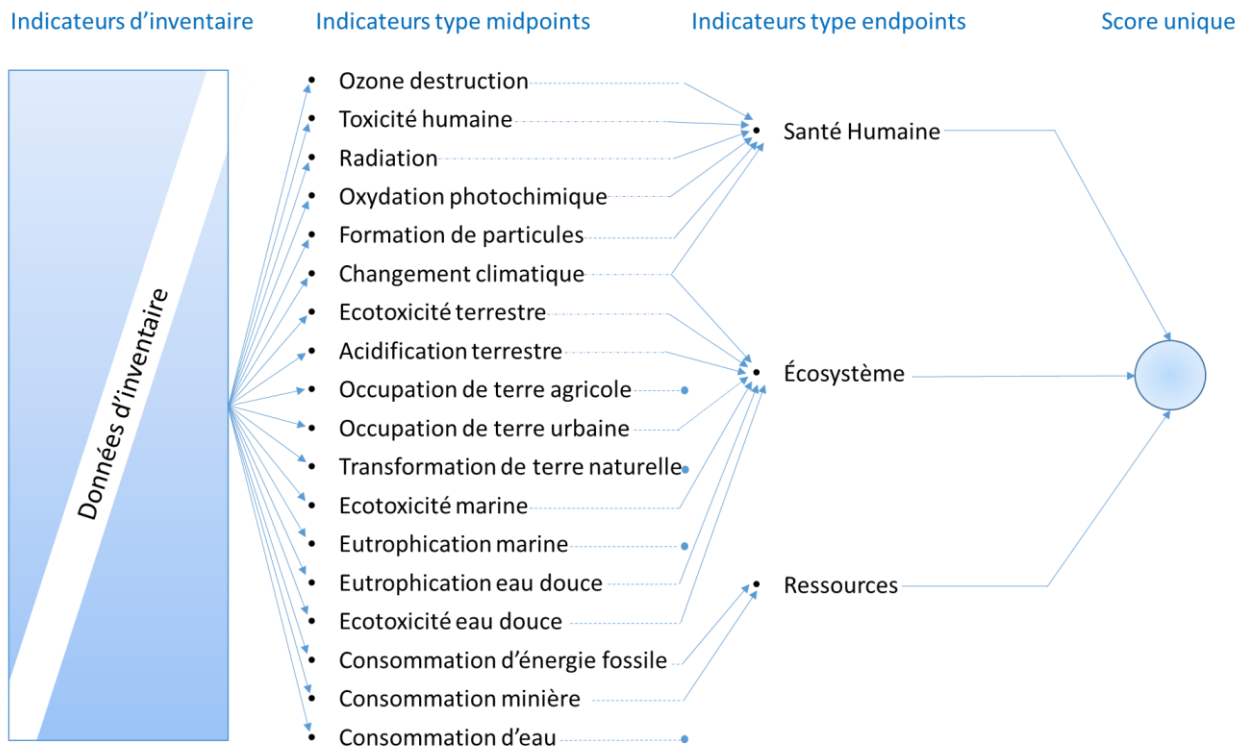 Indicateurs d'inventaire
Indicateurs type midpoints
Indicateurs type endpoints
Score unique
Données d'inventaire
• Ozone destruction
• Toxicité humaine
• Radiation
• Oxydation photochimique
• Formation de particules
• Changement climatique
• Ecotoxicité terrestre
• Acidification terrestre
• Occupation de terre agricole
• Occupation de terre urbaine
• Transformation de terre naturelle
• Ecotoxicité marine
• Eutrophication marine
• Eutrophication eau douce
• Ecotoxicité eau douce
• Consommation d'énergie fossile
• Consommation minière
• Consommation d'eau
• Santé Humaine
• Écosystème
• Ressources